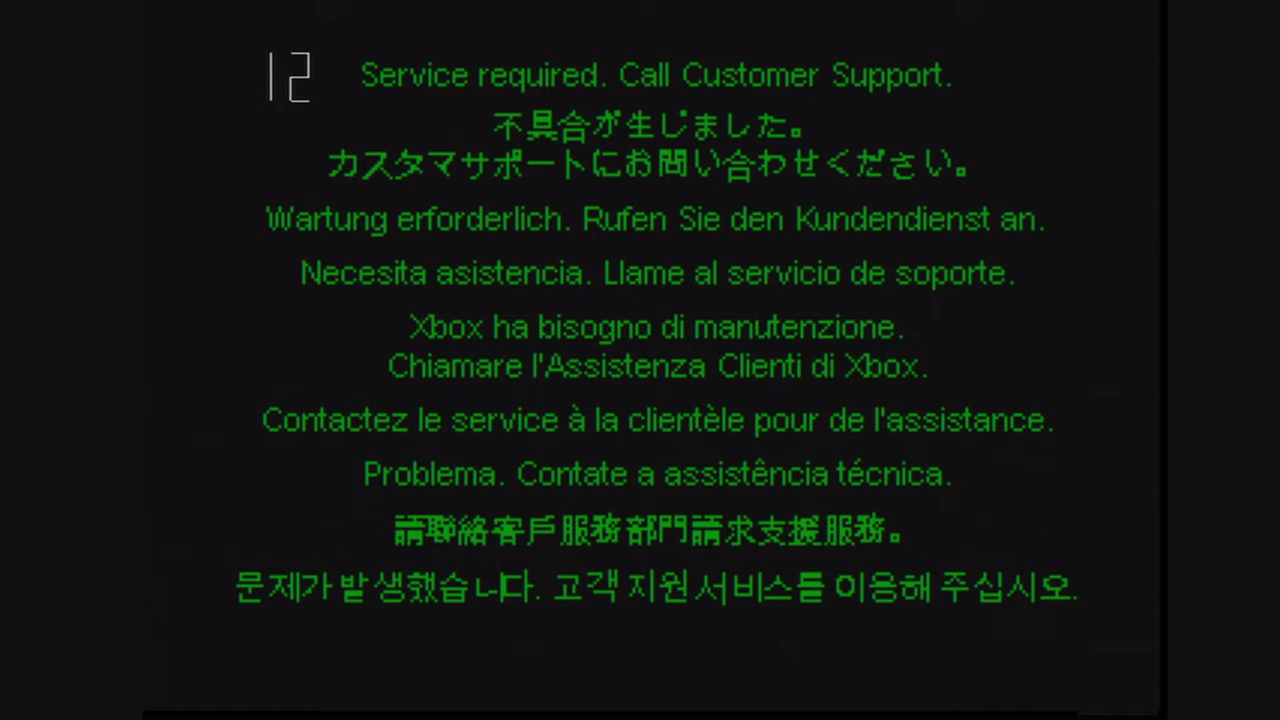 12 Service required. Call Customer Support.
不具合が生じました。
カスタマサポートにお問い合わせください。
Wartung erforderlich. Rufen Sie den Kundendienst an.
Necesita asistencia. Llame al servicio de soporte.
Xbox ha bisogno di manutenzione.
Chiamare l'Assistenza Clienti di Xbox.
Contactez le service à la clientèle pour de l'assistance.
Problema. Contate a assistência técnica.
請聯絡客戶服務部門請求支援服務。
문제가 발생했습니다. 고객 지원 서비스를 이용해 주십시오.